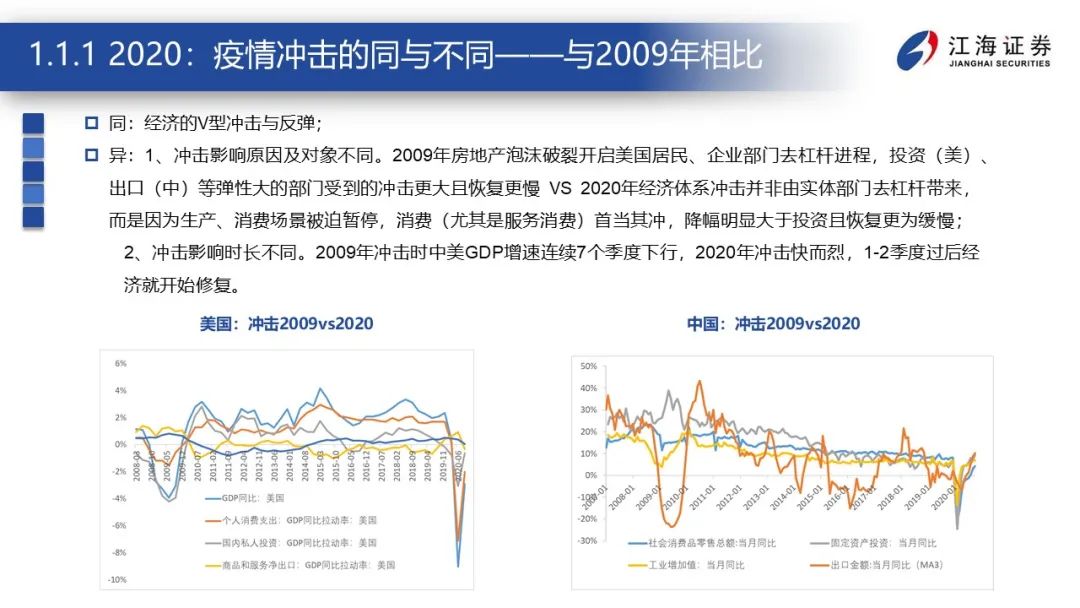 1.1.1 2020：疫情冲击的同与不同——与2009年相比
江海证券
JIANGHAI SECURITIES
同：经济的V型冲击与反弹；
异：1、冲击影响原因及对象不同。2009年房地产泡沫破裂开启美国居民、企业部门去杠杆进程，投资（美）、
出口（中）等弹性大的部门受到的冲击更大且恢复更慢 VS 2020年经济体系冲击并非由实体部门去杠杆带来，
而是因为生产、消费场景被迫暂停，消费（尤其是服务消费）首当其冲，降幅明显大于投资且恢复更为缓慢；
2、冲击影响时长不同。2009年冲击时中美GDP增速连续7个季度下行，2020年冲击快而烈，1-2季度过后经
济就开始修复。
美国：冲击2009vs2020
6%
4%
2%
0%
-2%
-4%
-6%
-8%
-10%
2008-03
2009-05
2010-07
2011-02
2011-09
2012-04
2012-11
2013-06
2014-01
2014-08
2015-03
2015-10
2016-05
2016-12
2017-07
2018-02
2018-09
2019-04
2019-11
2020-06
GDP同比：美国
个人消费支出：GDP同比拉动率：美国
国内私人投资：GDP同比拉动率：美国
商品和服务净出口：GDP同比拉动率：美国
中国：冲击2009vs2020
50%
40%
30%
20%
10%
0%
-10%
-20%
-30%
2007-01
2008-01
2009-01
2010-01
2011-01
2012-01
2013-01
2014-01
2015-01
2016-01
2017-01
2018-01
2019-01
2020-01
社会消费品零售总额:当月同比
固定资产投资：当月同比
工业增加值：当月同比
出口金额:当月同比（MA3）